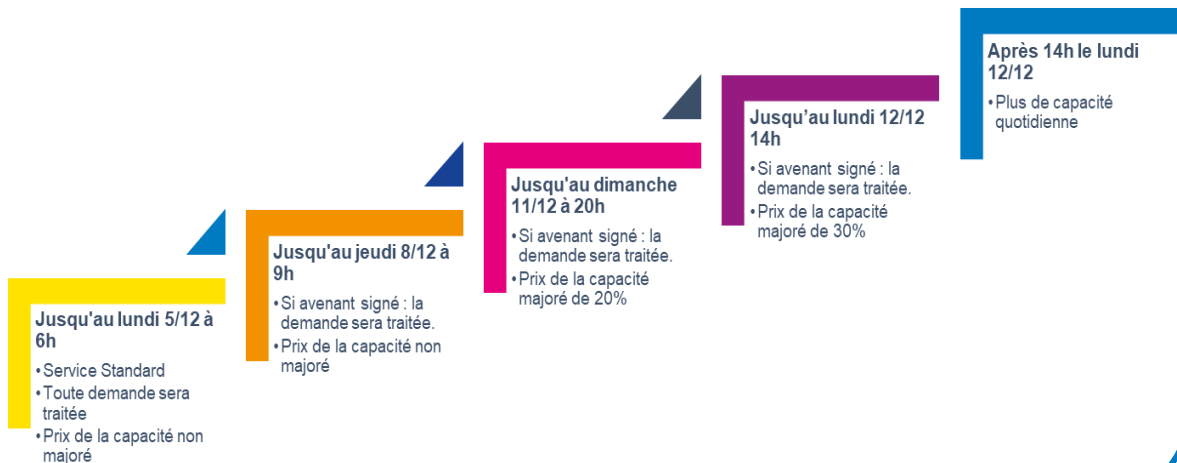 Jusqu'au lundi 5/12 à
6h
•Service Standard
•Toute demande sera
traitée
•Prix de la capacité non
majoré
Jusqu'au jeudi 8/12 à
9h
•Si avenant signé : la
demande sera traitée.
•Prix de la capacité non
majoré
Jusqu'au dimanche
11/12 à 20h
•Si avenant signé : la
demande sera traitée.
•Prix de la capacité
majoré de 20%
Jusqu’au lundi 12/12
14h
•Si avenant signé : la
demande sera traitée.
•Prix de la capacité
majoré de 30%
Après 14h le lundi
12/12
•Plus de capacité
quotidienne